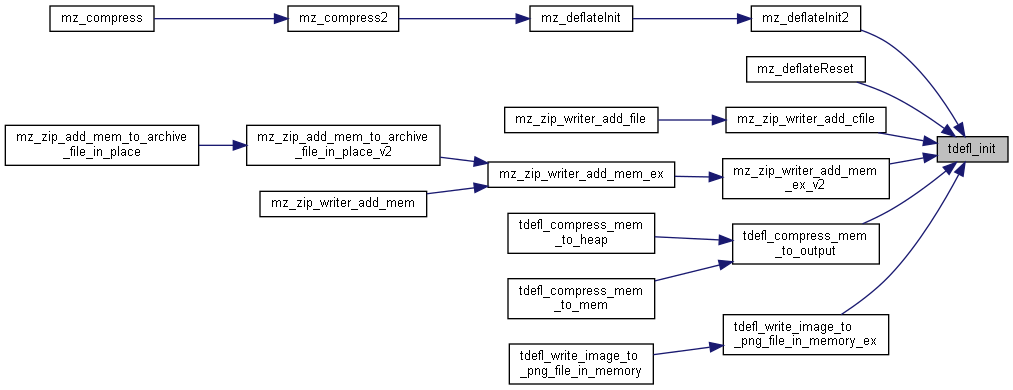 mz_compress
mz_compress2
mz_deflateInit
mz_deflateInit2
mz_deflateReset
mz_zip_writer_add_file
mz_zip_writer_add_cfile
tdefl_init
mz_zip_add_mem_to_archive
_file_in_place
mz_zip_add_mem_to_archive
_file_in_place_v2
mz_zip_writer_add_mem_ex
mz_zip_writer_add_mem
_ex_v2
mz_zip_writer_add_mem
tdefl_compress_mem
_to_heap
tdefl_compress_mem
_to_output
tdefl_compress_mem
_to_mem
tdefl_write_image_to
_png_file_in_memory_ex
tdefl_write_image_to
_png_file_in_memory